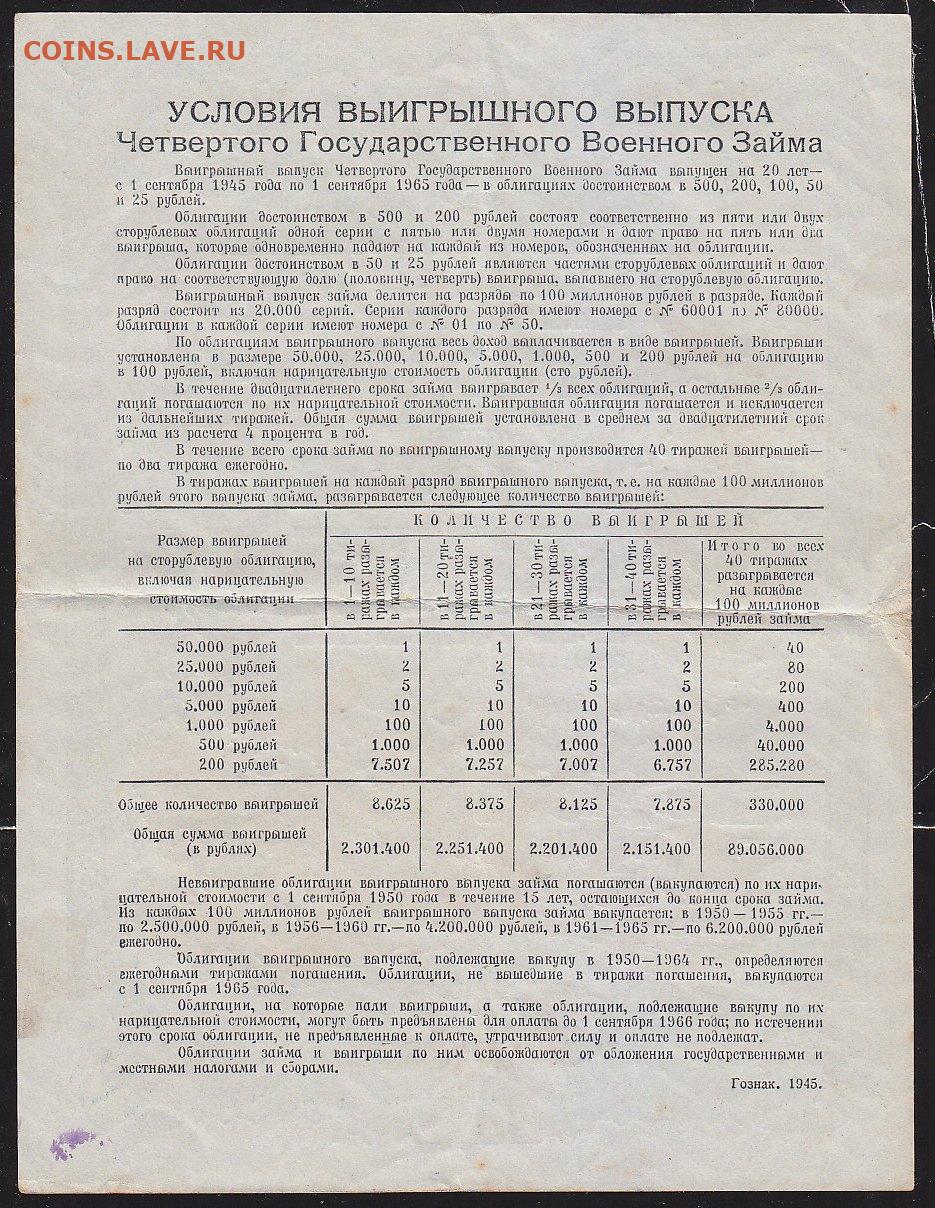 COINS.LAVE.RU
УСЛОВИЯ ВЫИГРЫШНОГО ВЫПУСКА
Четвертого Государственного Военного Займа
Выигрышный выпуск Четвертого Государственного Военного Займа выпущен на 20 лет—
с 1 сентября 1945 года по 1 сентября 1965 года — в облигациях достоинством в 500, 200, 100, 50
и 25 рублей.
Облигации достоинством в 500 и 200 рублей состоят соответственно из пяти или двух
сторублевых облигаций одной серии с пятью или двумя номерами и дают право на пять или два
выигрыша, которые одновременно падают на каждый из номеров, обозначенных на облигации.
Облигации достоинством в 50 и 25 рублей являются частями сторублевых облигаций и дают
право на соответствующую долю (половину, четверть) выигрыша, выпавшего на сторублевую облигацию.
Выигрышный выпуск займа делится на разряды по 100 миллионов рублей в разряде. Каждый
разряд состоит из 20.000 серий. Серии каждого разряда имеют номера с № 60001 по № 80000.
Облигации в каждой серии имеют номера с № 01 по № 50.
По облигациям выигрышного выпуска весь доход выплачивается в виде выигрышей. Выигрыши
установлены в размере 50.000, 25.000, 10.000, 5.000, 1.000, 500 и 200 рублей на облигацию
в 100 рублей, включая нарицательную стоимость облигации (сто рублей).
В течение двадцатилетнего срока займа выигрывает 1/3 всех облигаций, а остальные 2/3 обли-
гаций погашаются по их нарицательной стоимости. Выигравшая облигация погашается и исключается
из дальнейших тиражей. Общая сумма выигрышей установлена в среднем за двадцатилетний срок
займа из расчета 4 процента в год.
В течение всего срока займа по выигрышному выпуску производится 40 тиражей выигрышей—
по два тиража ежегодно.
В тиражах выигрышей на каждый разряд выигрышного выпуска, т. е. на каждые 100 миллионов
рублей этого выпуска займа, разыгрывается следующее количество выигрышей:
Размер выигрышей
на сторублевую облигацию,
включая нарицательную
стоимость облигации
КОЛИЧЕСТВО ВЫИГРЫШЕЙ
в 1—10 ти-
ражах разы-
грывается
в каждом
в 11—20 ти-
ражах разы-
грывается
в каждом
в 21—30 ти-
ражах разы-
грывается
в каждом
в 31—40 ти-
ражах разы-
грывается
в каждом
Итого во всех
40 тиражах
разыгрывается
на каждые
100 миллионов
рублей займа
50.000 рублей 1 1 1 1 40
25.000 рублей 2 2 2 2 80
10.000 рублей 5 5 5 5 200
5.000 рублей 10 10 10 10 400
1.000 рублей 100 100 100 100 4.000
500 рублей 1.000 1.000 1.000 1.000 40.000
200 рублей 7.507 7.257 7.007 6.757 285.280
Общее количество выигрышей 8.625 8.375 8.125 7.875 330.000
Общая сумма выигрышей
(в рублях) 2.301.400 2.251.400 2.201.400 2.151.400 89.056.000
Невыигравшие облигации выигрышного выпуска займа погашаются (выкупаются) по их нари-
цательной стоимости с 1 сентября 1950 года в течение 15 лет, остающихся до конца срока займа.
Из каждых 100 миллионов рублей выигрышного выпуска займа выкупается: в 1950 — 1955 гг.—
по 2.500.000 рублей, в 1956—1960 гг.—по 4.200.000 рублей, в 1961—1965 гг.—по 6.200.000 рублей
ежегодно.
Облигации выигрышного выпуска, подлежащие выкупу в 1950—1964 гг., определяются
ежегодными тиражами погашения. Облигации, не вышедшие в тиражи погашения, выкупаются
с 1 сентября 1965 года.
Облигации, на которые пали выигрыши, а также облигации, подлежащие выкупу по их
нарицательной стоимости, могут быть предъявлены для оплаты до 1 сентября 1966 года; по истечении
этого срока облигации, не предъявленные к оплате, утрачивают силу и оплате не подлежат.
Облигации займа и выигрыши по ним освобождаются от обложения государственными и
местными налогами и сборами.
Гознак. 1945.